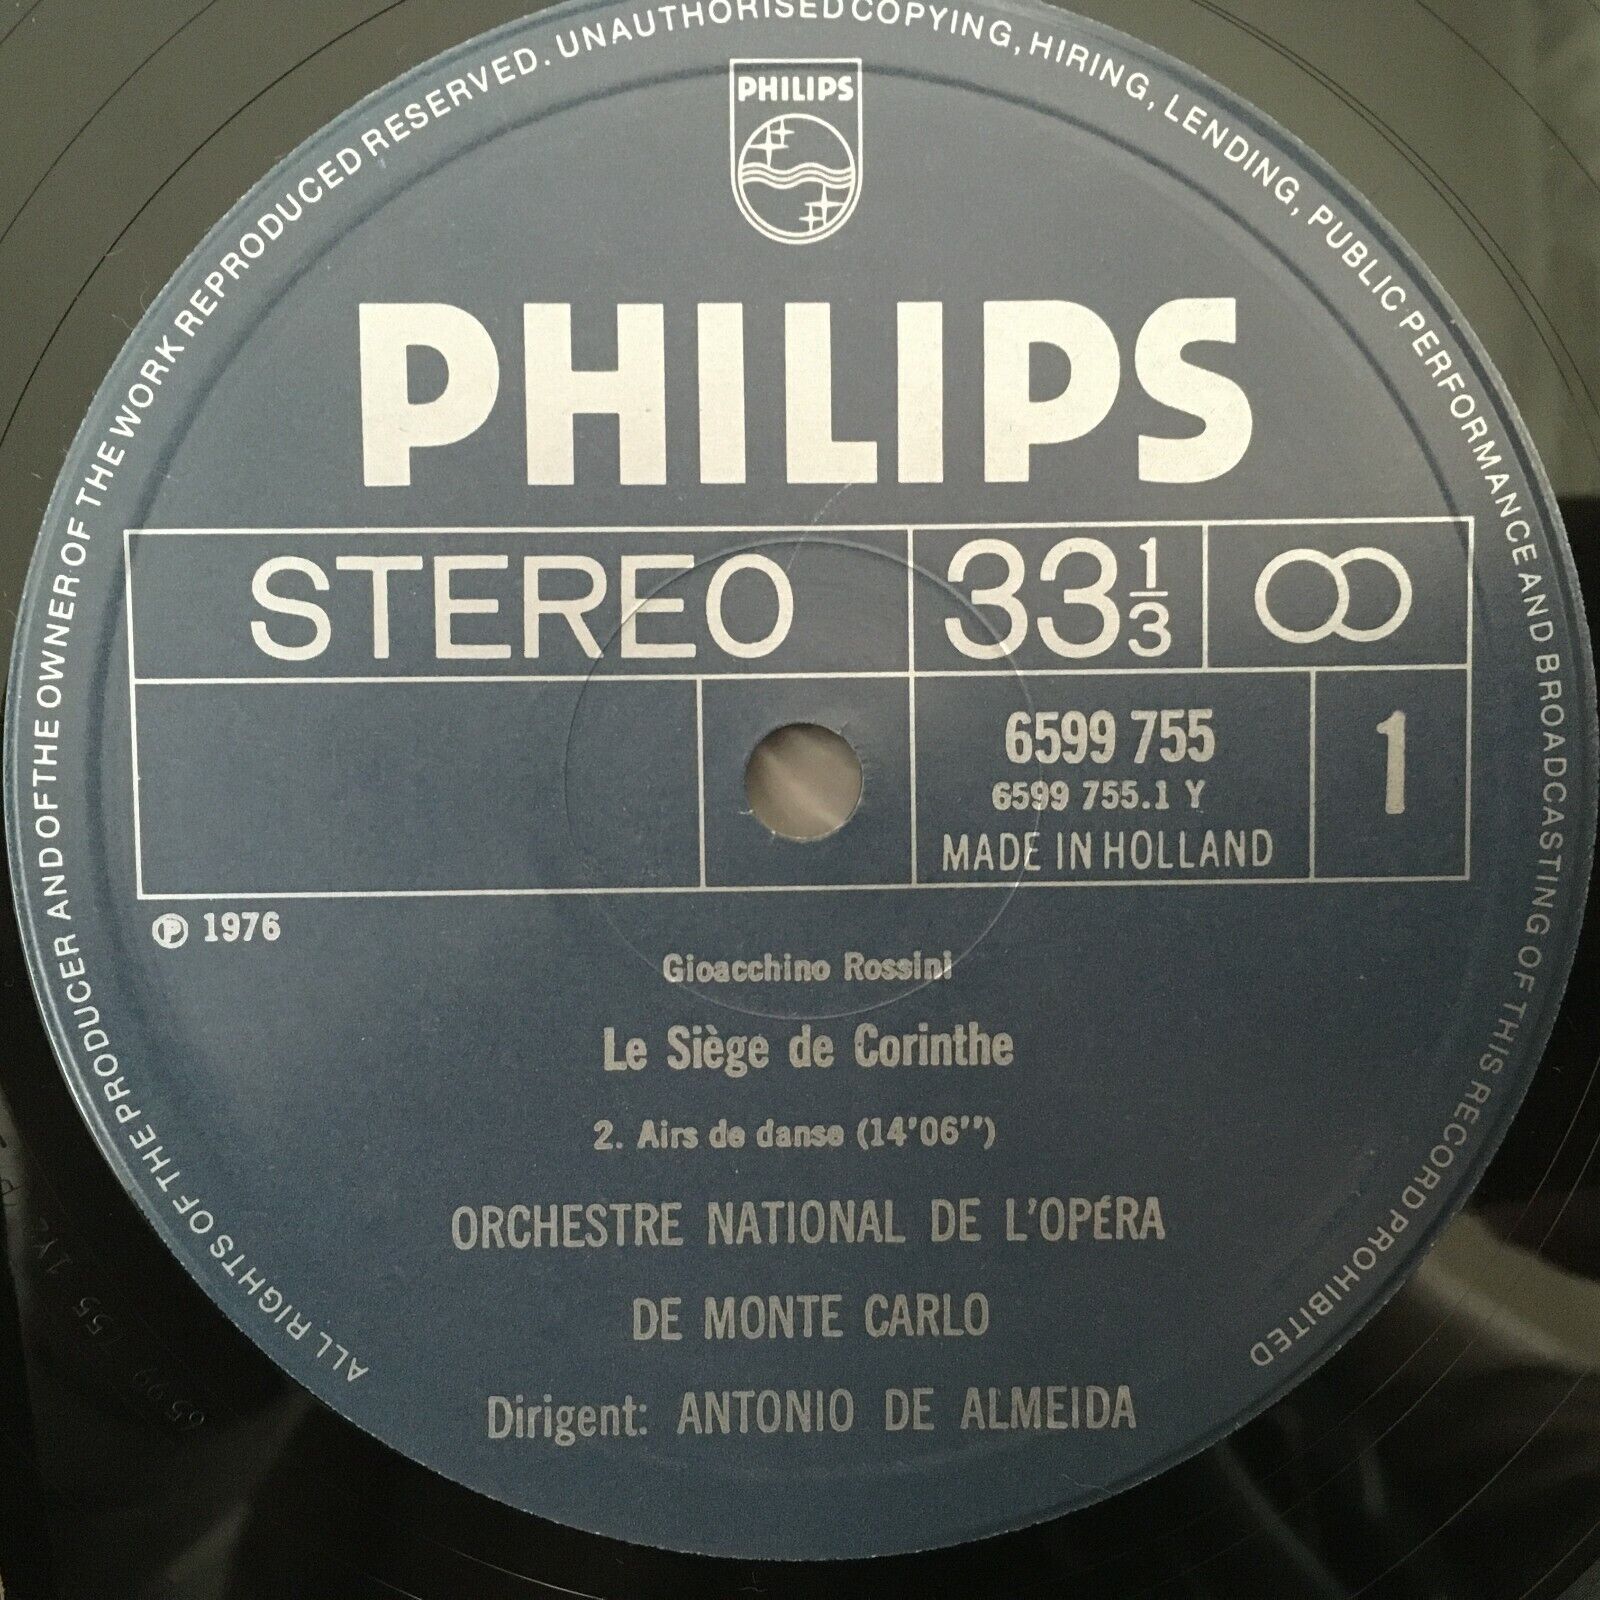 ALL RIGHTS OF THE PRODUCER AND OF THE OWNER OF THE WORK REPRODUCED RESERVED. UNAUTHORISED COPYING, HIRING, LENDING, PUBLIC PERFORMANCE AND BROADCASTING OF THIS RECORD PROHIBITED
PHILIPS
PHILIPS
STEREO 33 1/3
6599 755 1
6599 755.1 Y
MADE IN HOLLAND
℗ 1976
Gioacchino Rossini
Le Siège de Corinthe
2. Airs de danse (14'06'')
ORCHESTRE NATIONAL DE L'OPÉRA
DE MONTE CARLO
Dirigent: ANTONIO DE ALMEIDA